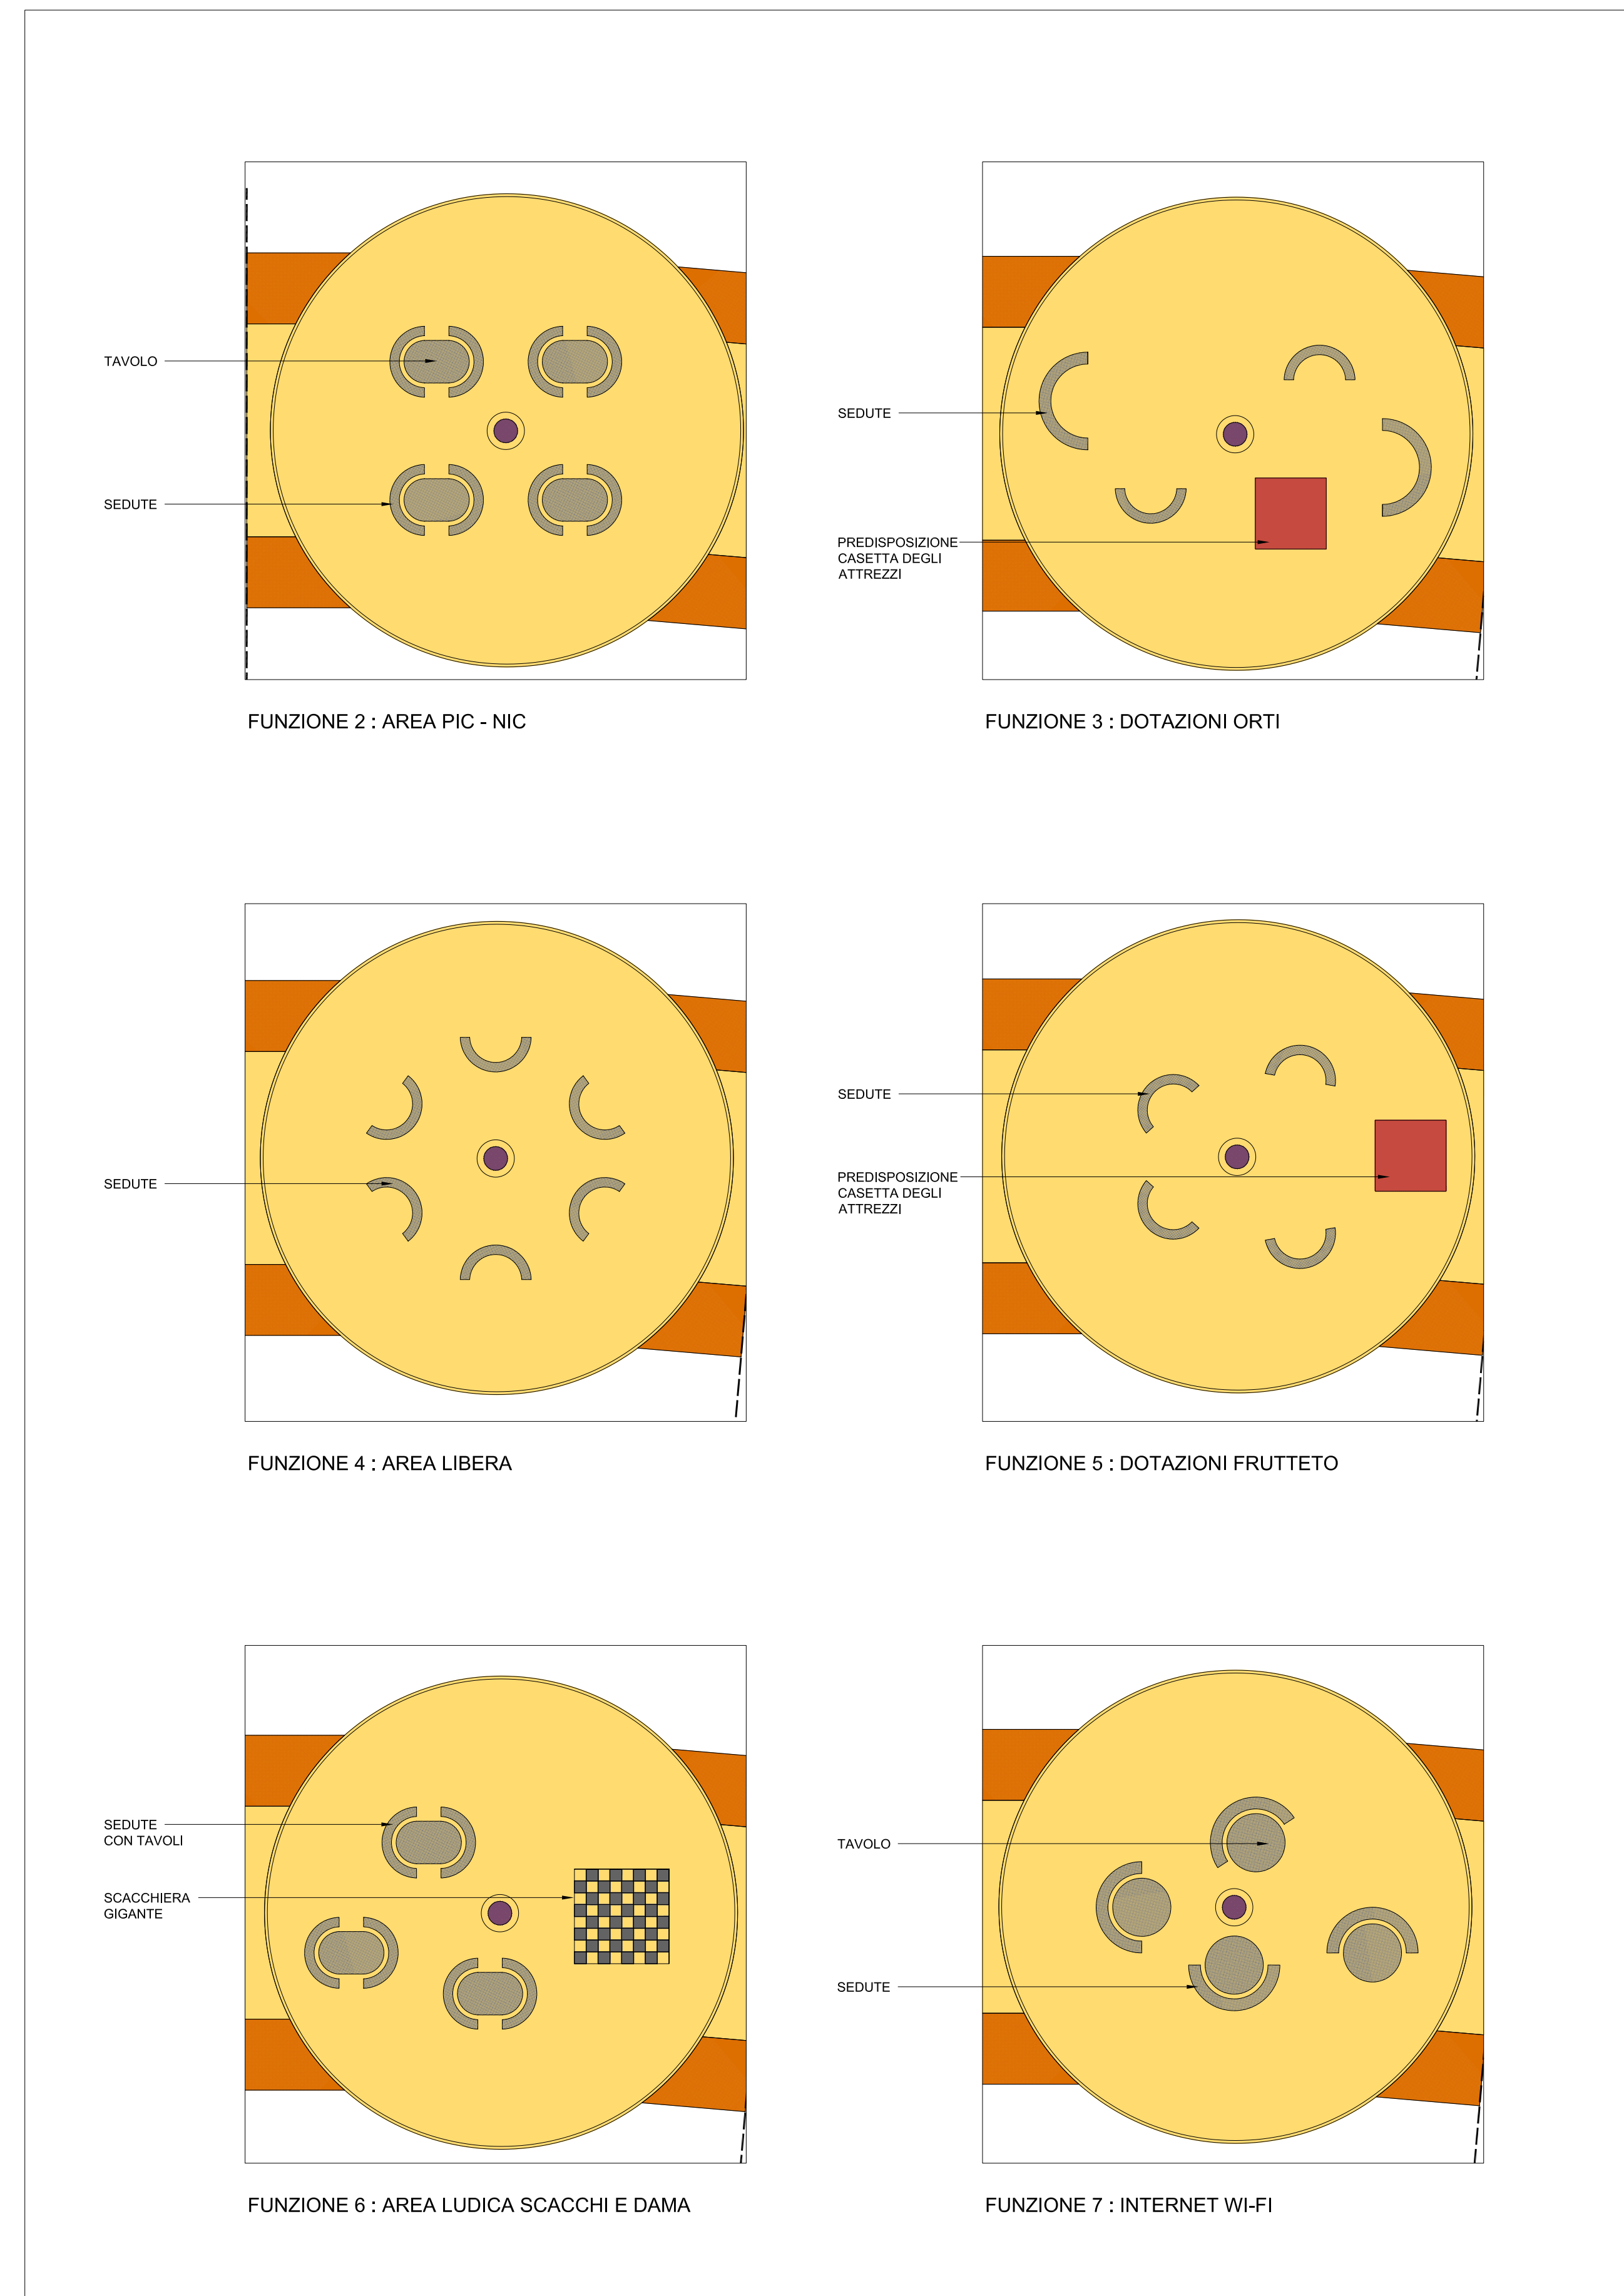 TAVOLO
SEDUTE
FUNZIONE 2 : AREA PIC - NIC
SEDUTE
PREDISPOSIZIONE
CASETTA DEGLI
ATTREZZI
FUNZIONE 3 : DOTAZIONI ORTI
SEDUTE
FUNZIONE 4 : AREA LIBERA
SEDUTE
PREDISPOSIZIONE
CASETTA DEGLI
ATTREZZI
FUNZIONE 5 : DOTAZIONI FRUTTETO
SEDUTE
CON TAVOLI
SCACCHIERA
GIGANTE
FUNZIONE 6 : AREA LUDICA SCACCHI E DAMA
TAVOLO
SEDUTE
FUNZIONE 7 : INTERNET WI-FI